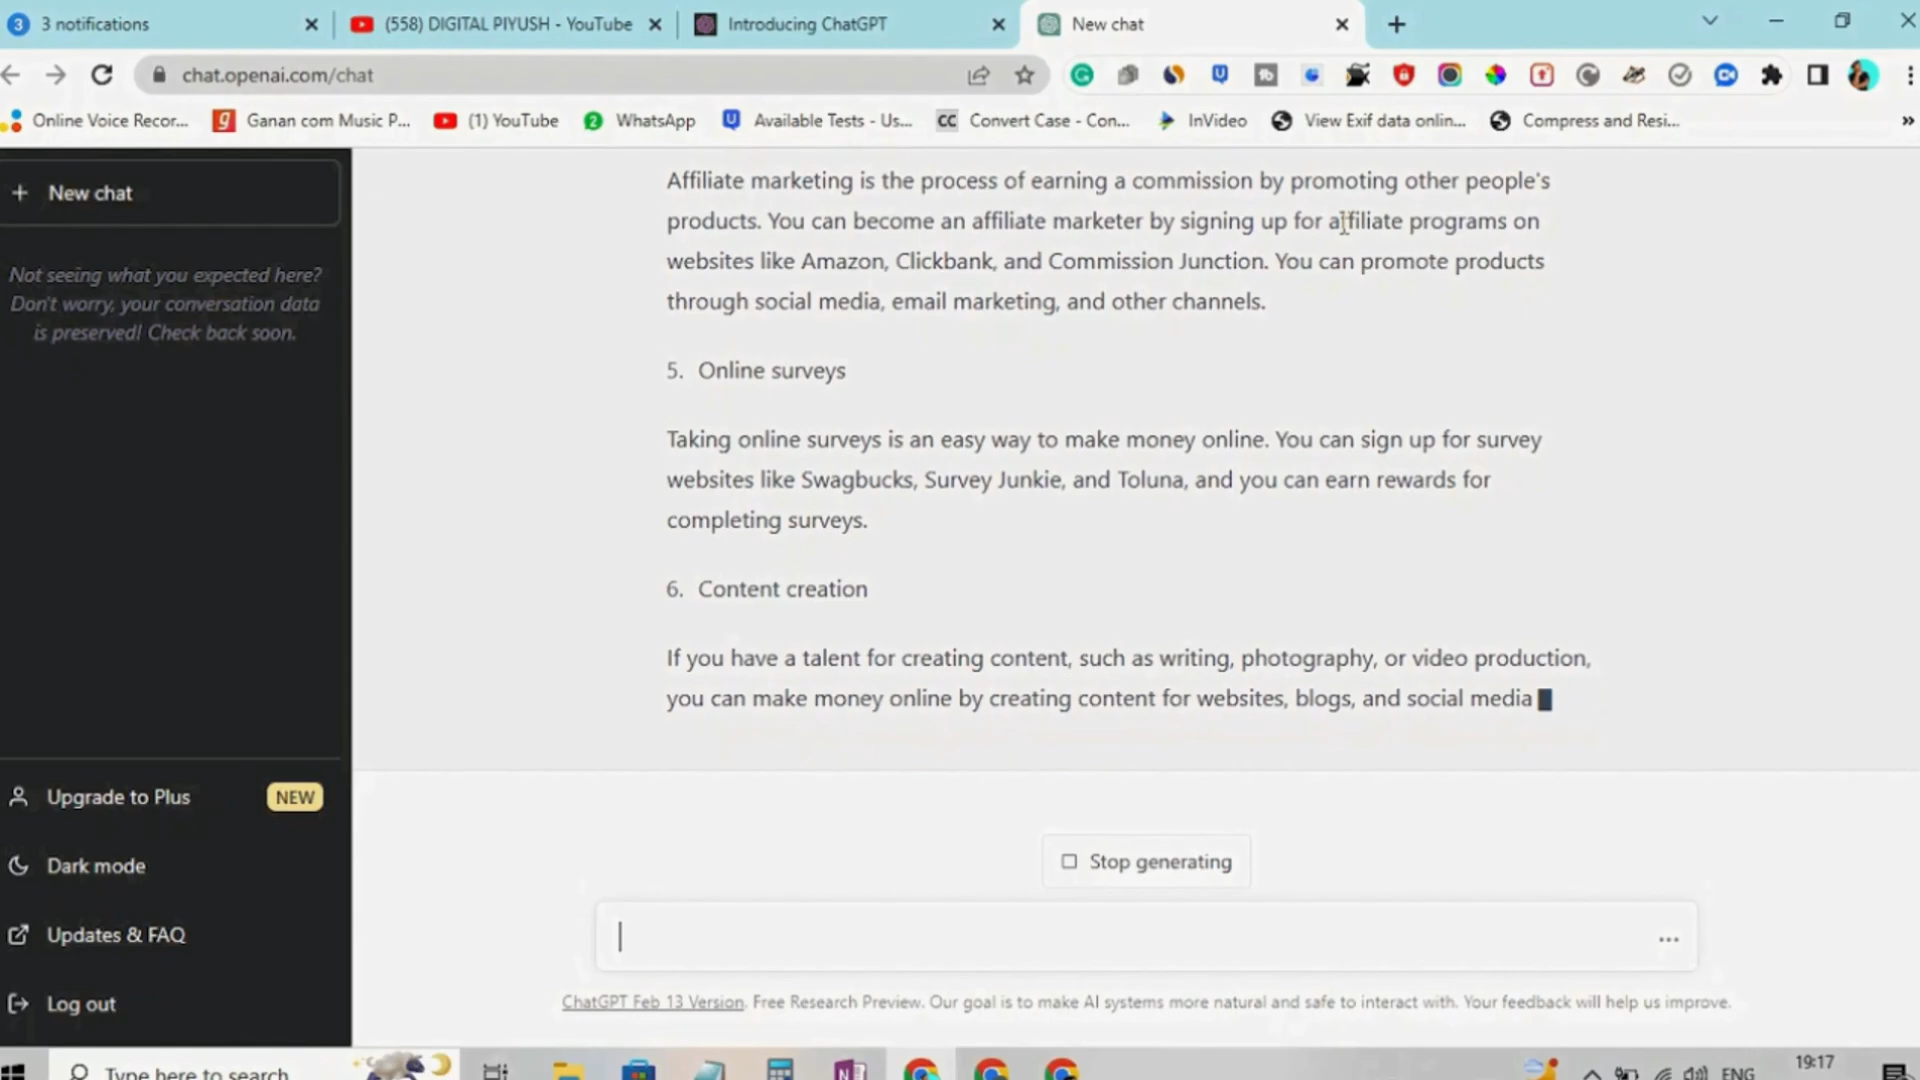 3 notifications
(558) DIGITAL PIYUSH - YouTube
Introducing ChatGPT
New chat
chat.openai.com/chat
Online Voice Recor...
Ganan com Music P...
(1) YouTube
2
WhatsApp
Available Tests - Us...
CC
Convert Case - Con...
InVideo
View Exif data onlin...
Compress and Resi...
»
+ New chat
Not seeing what you expected here?
Don't worry, your conversation data
is preserved! Check back soon.
Upgrade to Plus
NEW
Dark mode
Updates & FAQ
Log out
Affiliate marketing is the process of earning a commission by promoting other people's
products. You can become an affiliate marketer by signing up for affiliate programs on
websites like Amazon, Clickbank, and Commission Junction. You can promote products
through social media, email marketing, and other channels.
5. Online surveys
Taking online surveys is an easy way to make money online. You can sign up for survey
websites like Swagbucks, Survey Junkie, and Toluna, and you can earn rewards for
completing surveys.
6. Content creation
If you have a talent for creating content, such as writing, photography, or video production,
you can make money online by creating content for websites, blogs, and social media
Stop generating
...
ChatGPT Feb 13 Version. Free Research Preview. Our goal is to make AI systems more natural and safe to interact with. Your feedback will help us improve.
Type here to search
ENG
19:17